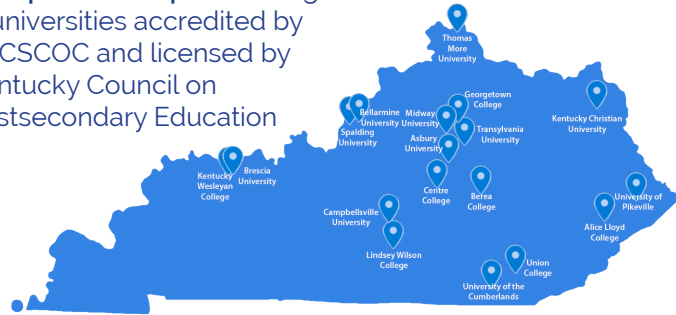 universities accredited by
CSCOC and licensed by
ntucky Council on
stsecondary Education
Thomas
More
University
Georgetown
College
Bellarmine
University
Midway
University
Spalding
University
Transylvania
University
Asbury
University
Kentucky Christian
University
Kentucky
Wesleyan
College
Brescia
University
Centre
College
Berea
College
University of
Pikeville
Campbellsville
University
Alice Lloyd
College
Lindsey Wilson
College
Union
College
University of the
Cumberlands